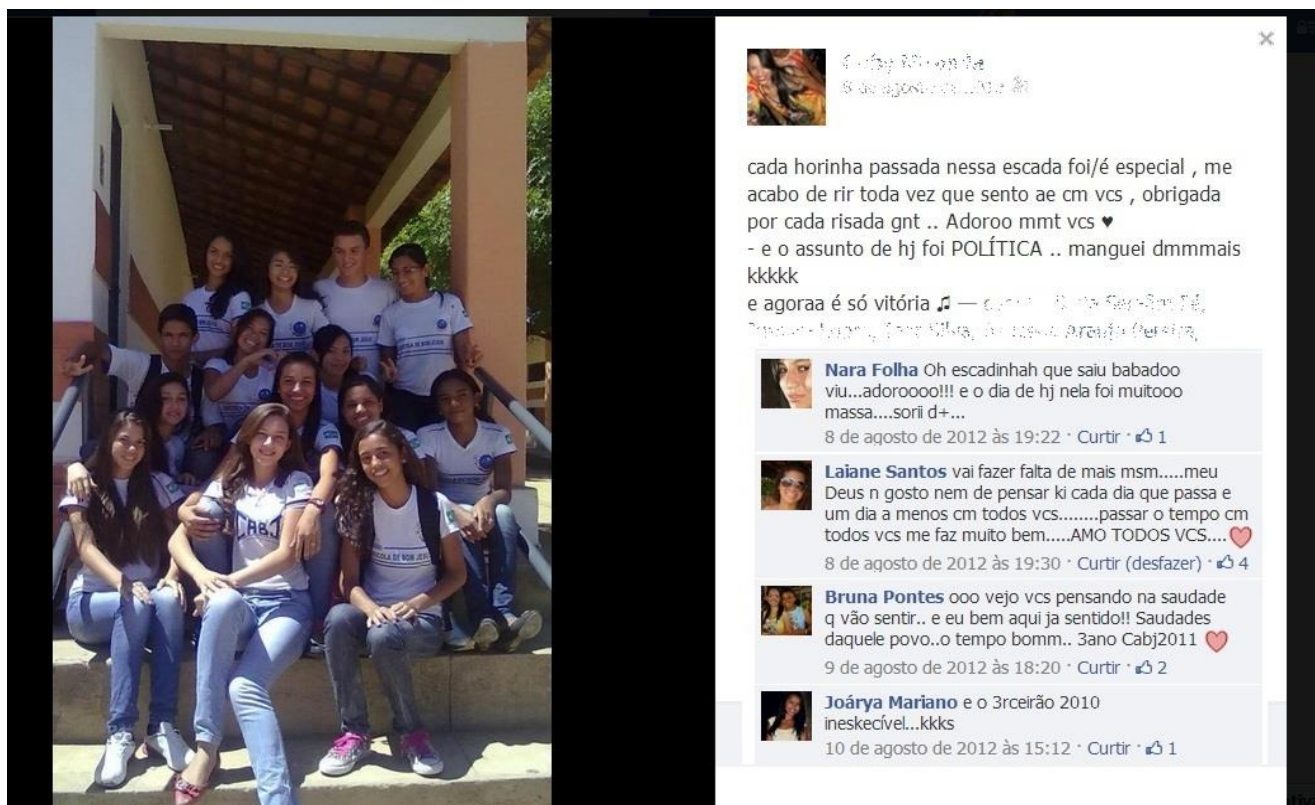 CABJ
cada horinha passada nessa escada foi/é especial , me
acabo de rir toda vez que sento ae cm vcs , obrigada
por cada risada gnt .. Adoroo mmt vcs ♥
- e o assunto de hj foi POLÍTICA .. manguei dmmmais
kkkkk
e agoraa é só vitória ♫ —
Nara Folha Oh escadinhah que saiu babadoo
viu...adoroooo!!! e o dia de hj nela foi muitooo
massa....sorii d+...
8 de agosto de 2012 às 19:22 · Curtir · 1
Laiane Santos vai fazer falta de mais msm.....meu
Deus n gosto nem de pensar ki cada dia que passa e
um dia a menos cm todos vcs........passar o tempo cm
todos vcs me faz muito bem.....AMO TODOS VCS....
8 de agosto de 2012 às 19:30 · Curtir (desfazer) · 4
Bruna Pontes ooo vejo vcs pensando na saudade
q vão sentir.. e eu bem aqui ja sentido!! Saudades
daquele povo..o tempo bomm.. 3ano Cabj2011
9 de agosto de 2012 às 18:20 · Curtir · 2
Joárya Mariano e o 3rceirão 2010
ineskecível...kkks
10 de agosto de 2012 às 15:12 · Curtir · 1